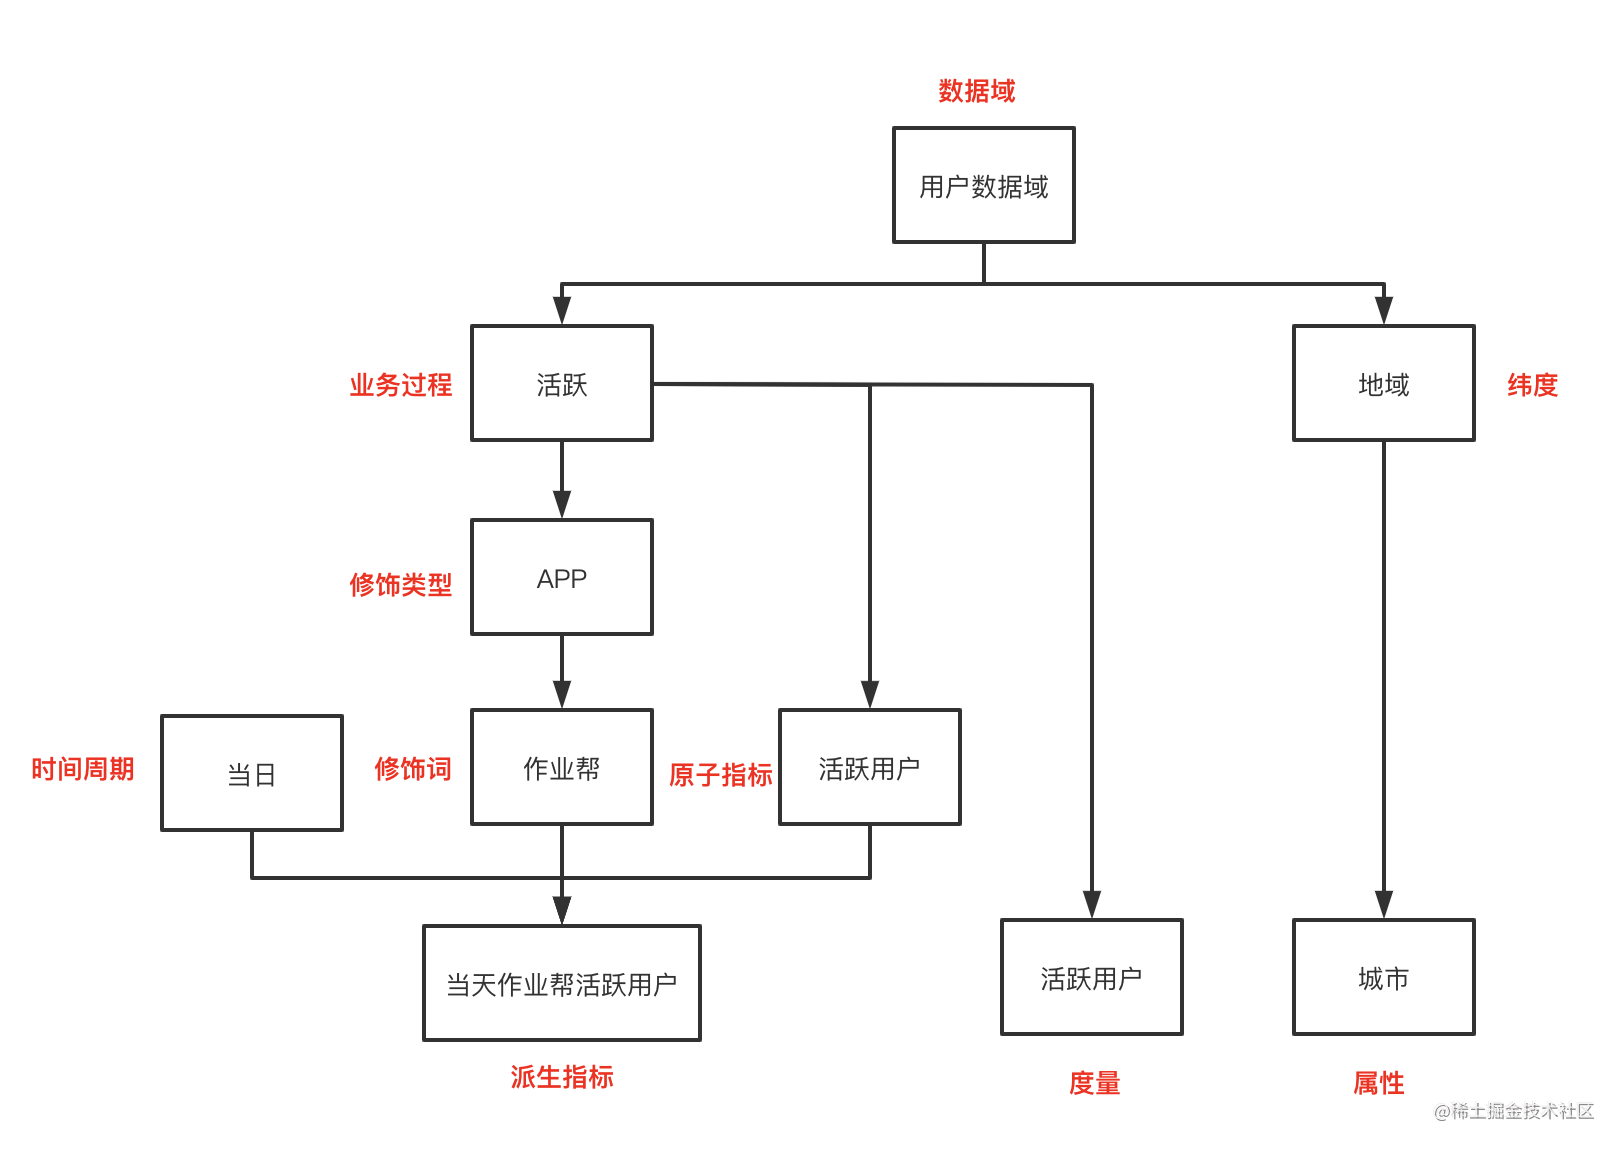 数据域
用户数据域
业务过程
活跃
地域
纬度
修饰类型
APP
时间周期
当日
修饰词
作业帮
原子指标
活跃用户
当天作业帮活跃用户
活跃用户
城市
派生指标
度量
属性
@稀土掘金技术社区